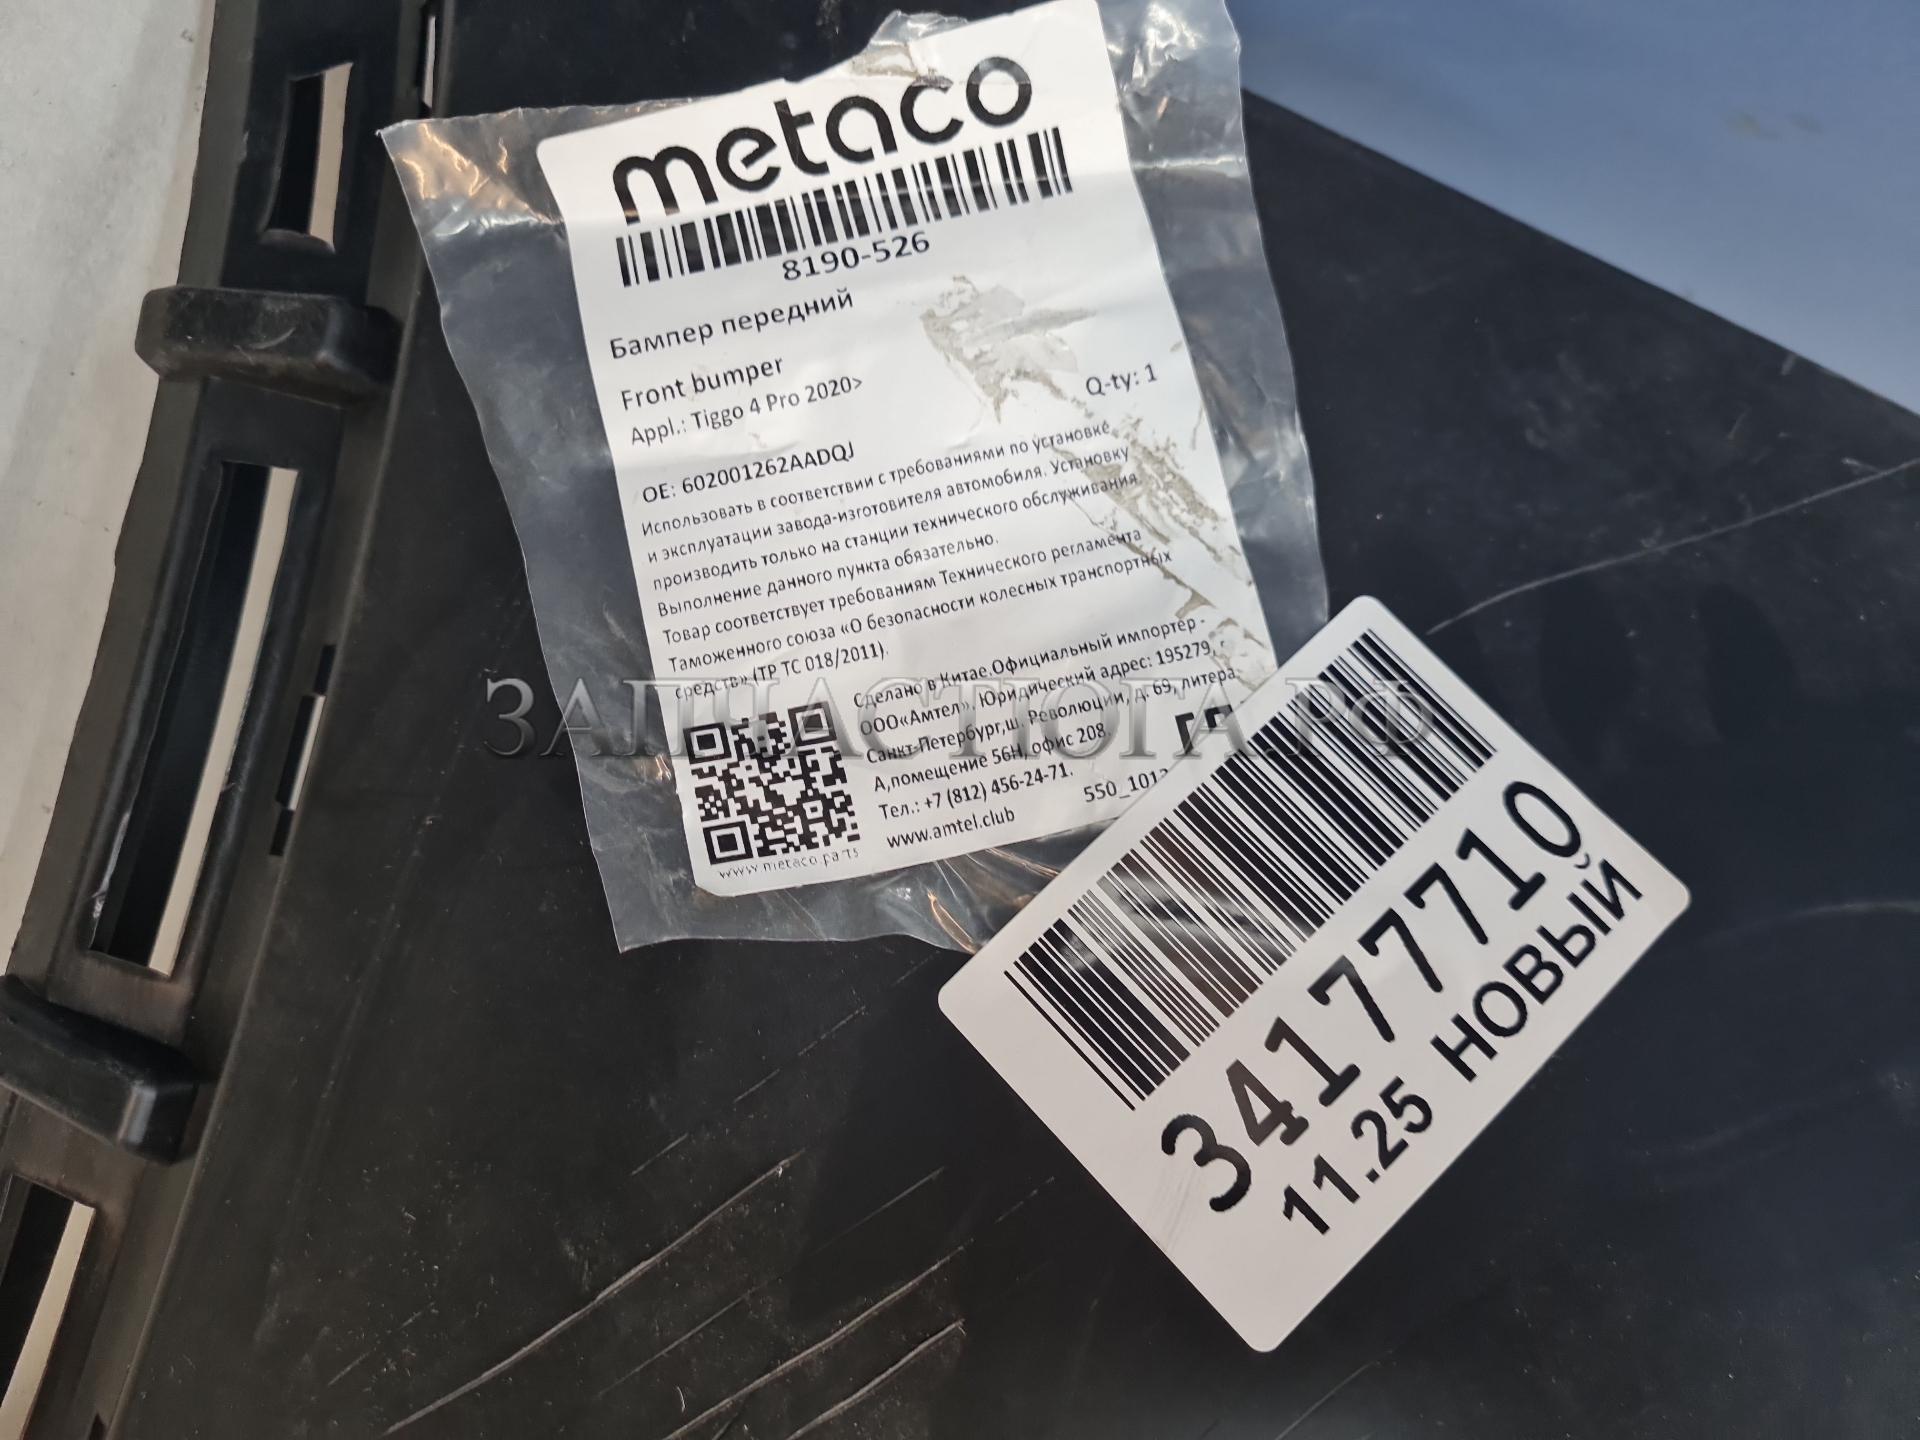 metaco
8190-526
Бампер передний
Front bumper
Appl.: Tiggo 4 Pro 2020>
Q-ty: 1
OE: 602001262AADQJ
Использовать в соответствии с требованиями по установке
и эксплуатации завода-изготовителя автомобиля. Установку
производить только на станции технического обслуживания.
Выполнение данного пункта обязательно.
Товар соответствует требованиям Технического регламента
Таможенного союза «О безопасности колесных транспортных
средств» (ТР ТС 018/2011).
Сделано в Китае.Официальный импортер -
ООО«Амтел». Юридический адрес: 195279, г
Санкт-Петербург,ш. Революции, д. 69, литера
А,помещение 56Н, офис 208.
Тел.: +7 (812) 456-24-71.
www.amtel.club
550_1012
www.metaco.parts
ЗАПЧАСТЮГА.РФ
34177710
11.25 НОВЫЙ